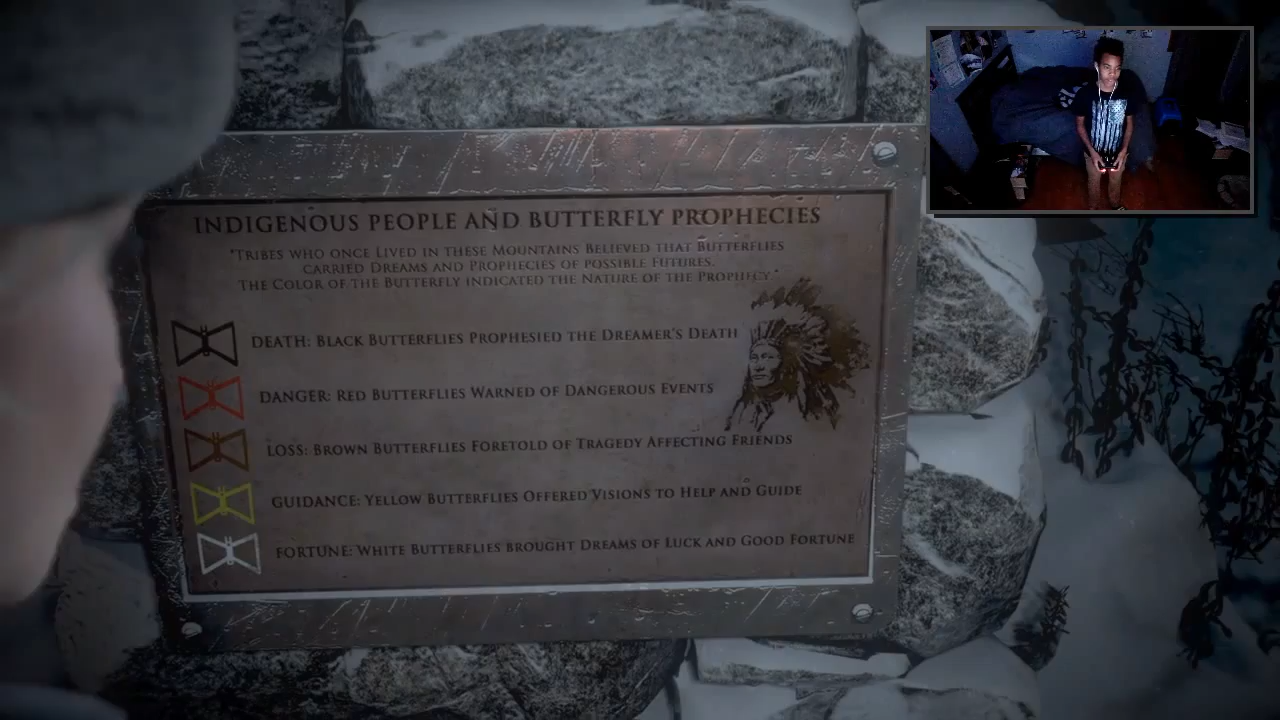 INDIGENOUS PEOPLE AND BUTTERFLY PROPHECIES
"TRIBES WHO ONCE LIVED IN THESE MOUNTAINS BELIEVED THAT BUTTERFLIES
CARRIED DREAMS AND PROPHECIES OF POSSIBLE FUTURES.
THE COLOR OF THE BUTTERFLY INDICATED THE NATURE OF THE PROPHECY."
DEATH: BLACK BUTTERFLIES PROPHESIED THE DREAMER'S DEATH
DANGER: RED BUTTERFLIES WARNED OF DANGEROUS EVENTS
LOSS: BROWN BUTTERFLIES FORETOLD OF TRAGEDY AFFECTING FRIENDS
GUIDANCE: YELLOW BUTTERFLIES OFFERED VISIONS TO HELP AND GUIDE
FORTUNE: WHITE BUTTERFLIES BROUGHT DREAMS OF LUCK AND GOOD FORTUNE